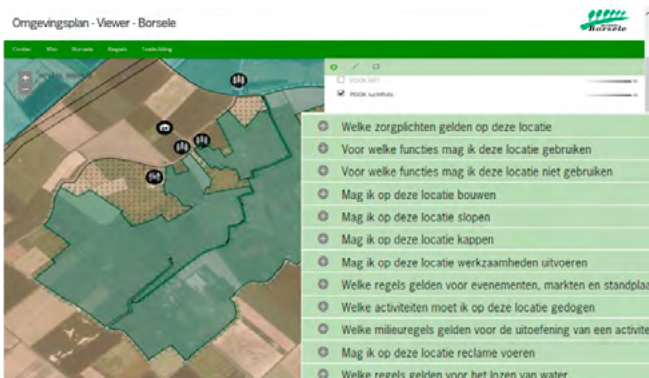 Omgevingsplan - Viewer - Borsele
Borsele
Borsele Regels Toelichting
Welke zorgplichten gelden op deze locatie
Voor welke functies mag ik deze locatie gebruiken
Voor welke functies mag ik deze locatie niet gebruiken
Mag ik op deze locatie bouwen
Mag ik op deze locatie slopen
Mag ik op deze locatie kappen
Mag ik op deze locatie werkzaamheden uitvoeren
Welke regels gelden voor evenementen, markten en standplaa
Welke activiteiten moet ik op deze locatie gedogen
Welke milieuregels gelden voor de uitoefening van een activite
Mag ik op deze locatie reclame voeren
Welke regels gelden voor het lozen van water